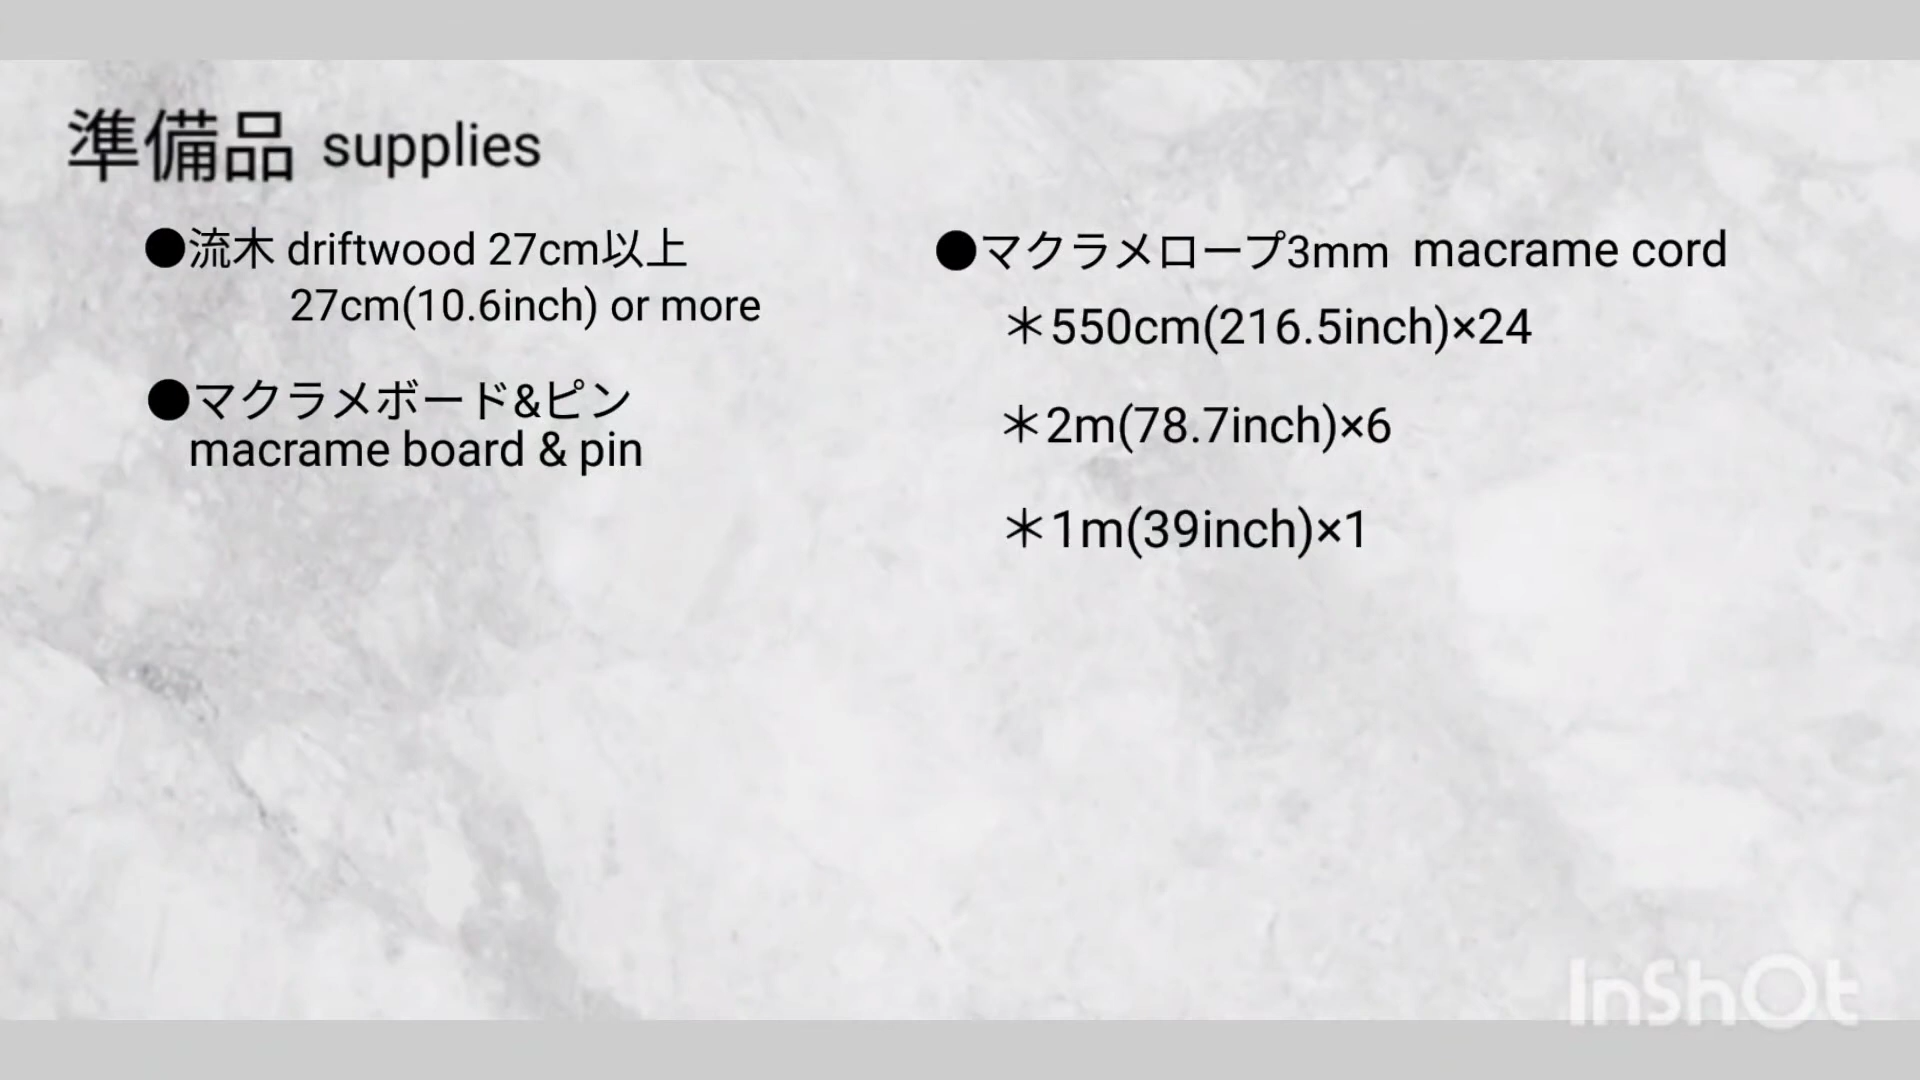 準備品 supplies
●流木 driftwood 27cm以上
27cm(10.6inch) or more
●マクラメボード&ピン
macrame board & pin
●マクラメロープ3mm macrame cord
＊550cm(216.5inch)×24
＊2m(78.7inch)×6
＊1m(39inch)×1
InShOt